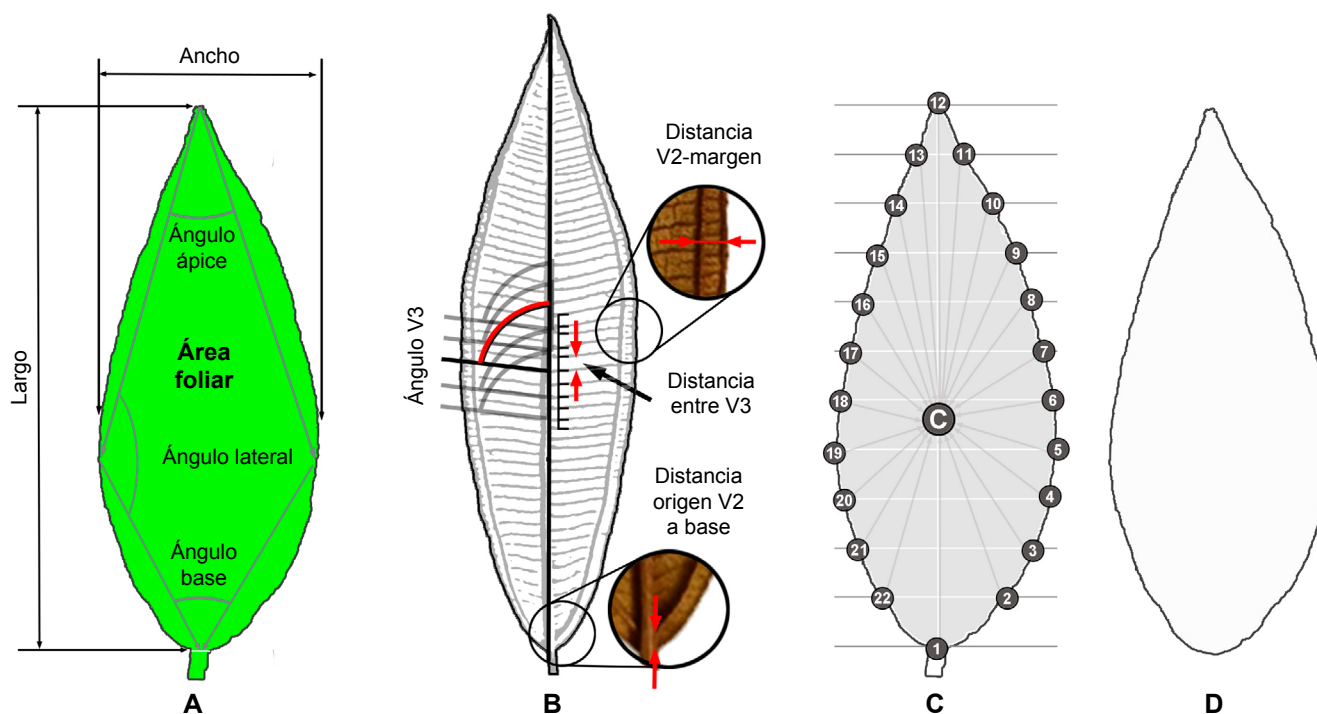 Ancho
Largo
Ángulo
ápice
Área
foliar
Ángulo lateral
Ángulo
base
A
Distancia
V2-margen
Ángulo V3
Distancia
entre V3
Distancia
origen V2
a base
B
12
13
11
14
10
15
9
16
8
17
7
18
6
C
19
5
20
4
21
3
22
2
1
C
D